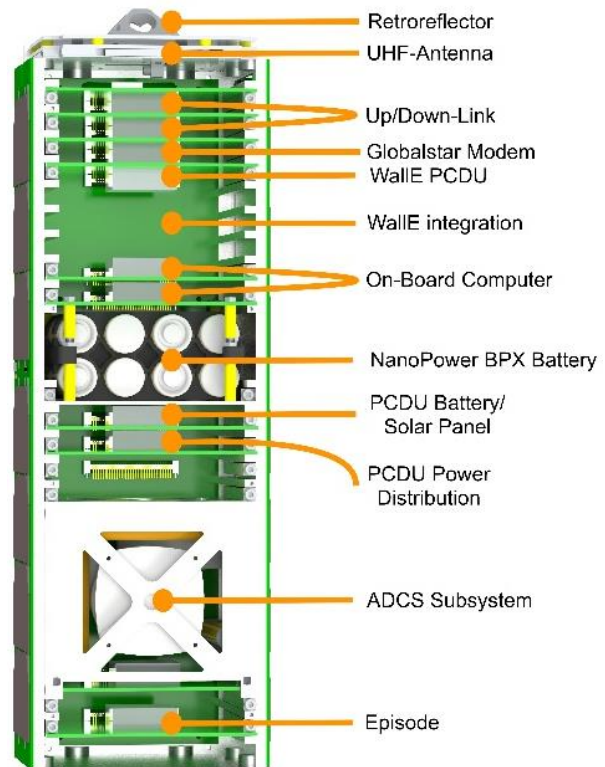 Retroreflector
UHF-Antenna
Up/Down-Link
Globalstar Modem
WallE PCDU
WallE integration
On-Board Computer
NanoPower BPX Battery
PCDU Battery/
Solar Panel
PCDU Power
Distribution
ADCS Subsystem
Episode